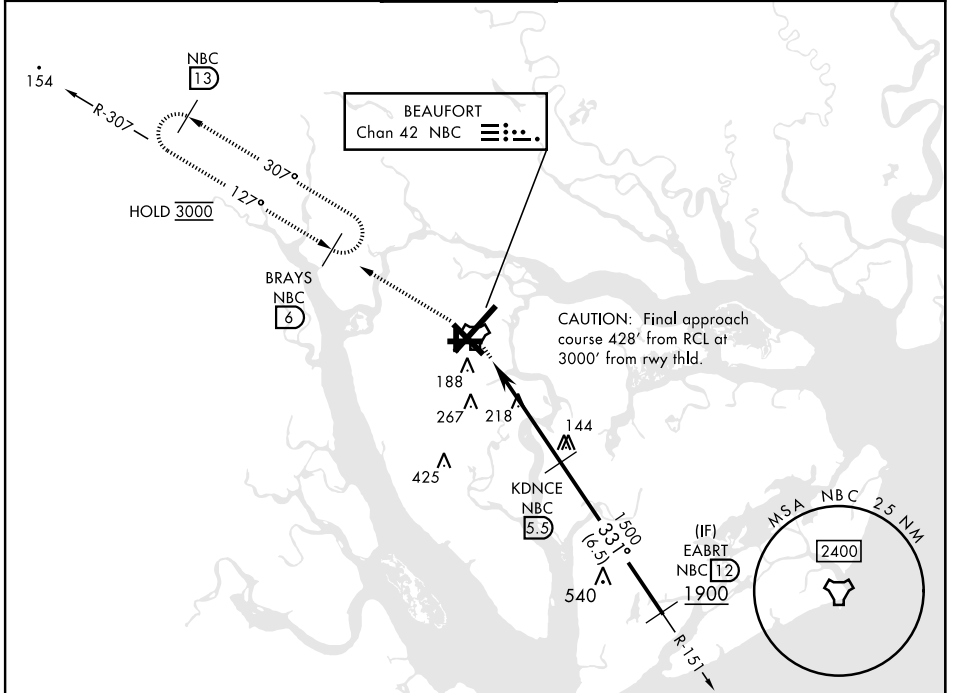 NBC
13
154
R-307
307°
127°
HOLD 3000
BEAUFORT
Chan 42 NBC
BRAYS
NBC
6
CAUTION: Final approach
course 428' from RCL at
3000' from rwy thld.
188
267
218
144
425
KDNCE
NBC
5.5
1500
331°
(6.5)
540
(IF)
EABRT
NBC 12
1900
R-151
MSA NBC 25 NM
2400